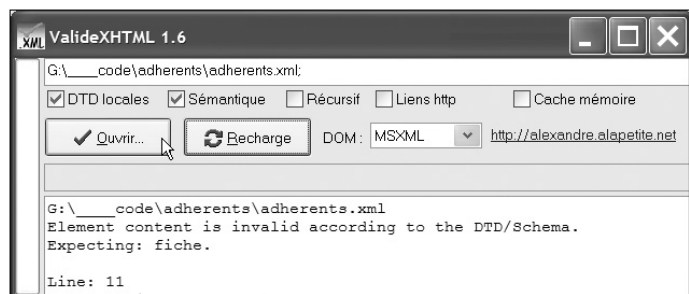 .XML ValideXHTML 1.6
G:\____code\adherents\adherents.xml;
DTD locales Sémantique Récursif Liens http Cache mémoire
Ouvrir... Recharge DOM : MSXML http://alexandre.alapetite.net
G:\____code\adherents\adherents.xml
Element content is invalid according to the DTD/Schema.
Expecting: fiche.
Line: 11